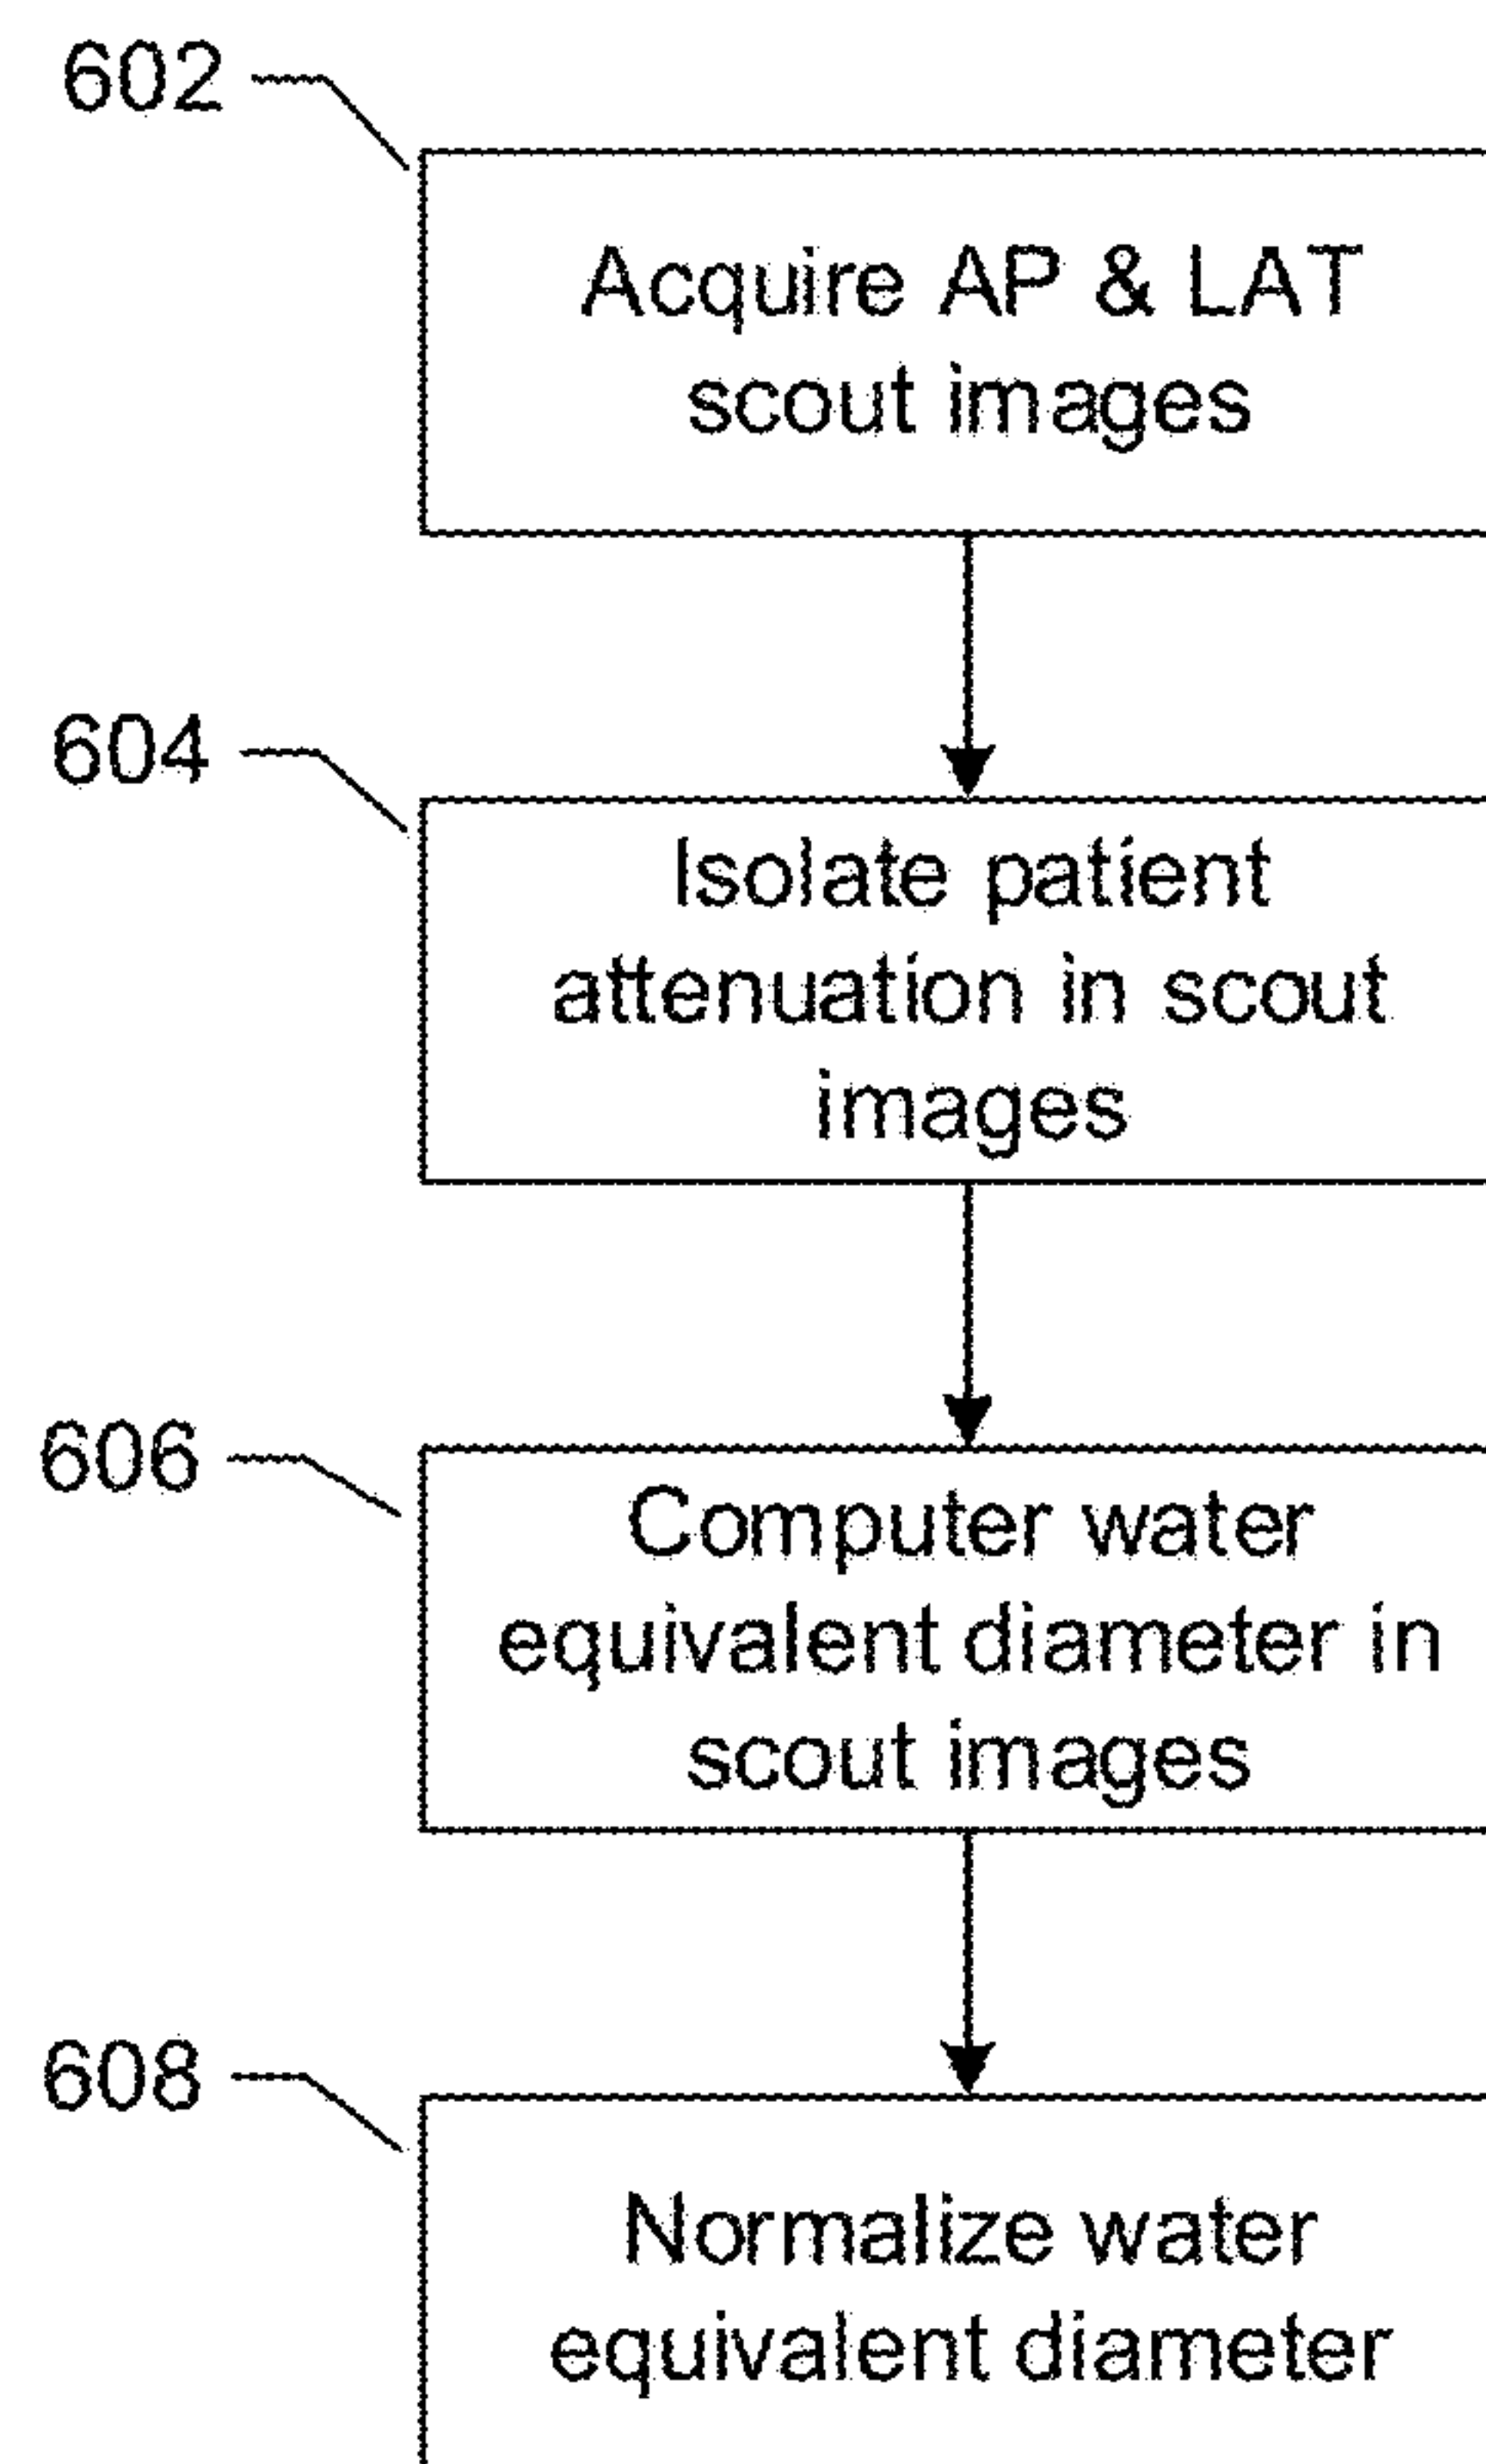 602
Acquire AP & LAT
scout images
604
Isolate patient
attenuation in scout
images
606
Computer water
equivalent diameter in
scout images
608
Normalize water
equivalent diameter